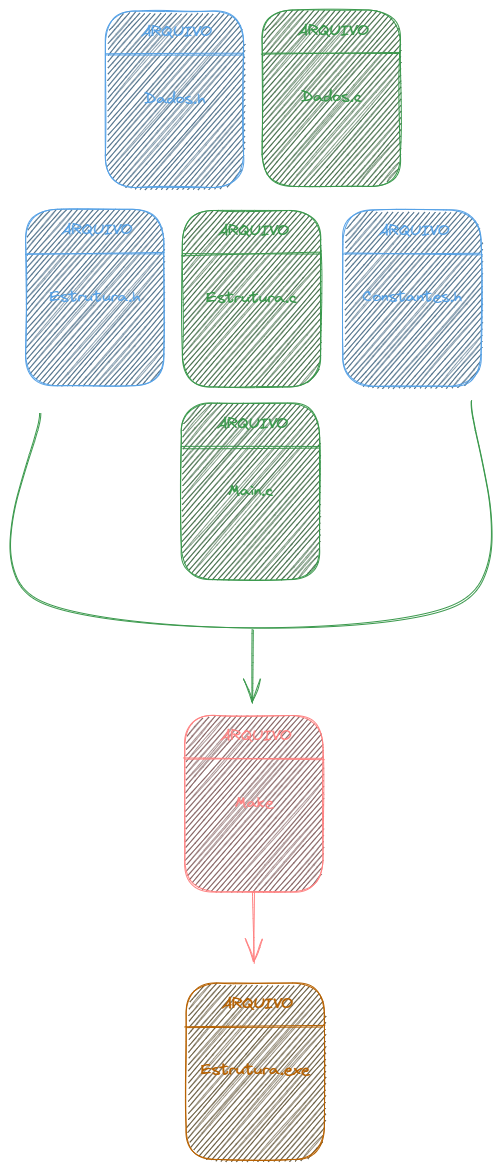 ARQUIVO
Dados.h
ARQUIVO
Dados.c
ARQUIVO
Estrutura.h
ARQUIVO
Estrutura.c
ARQUIVO
Constantes.h
ARQUIVO
Main.c
ARQUIVO
Make
ARQUIVO
Estrutura.exe